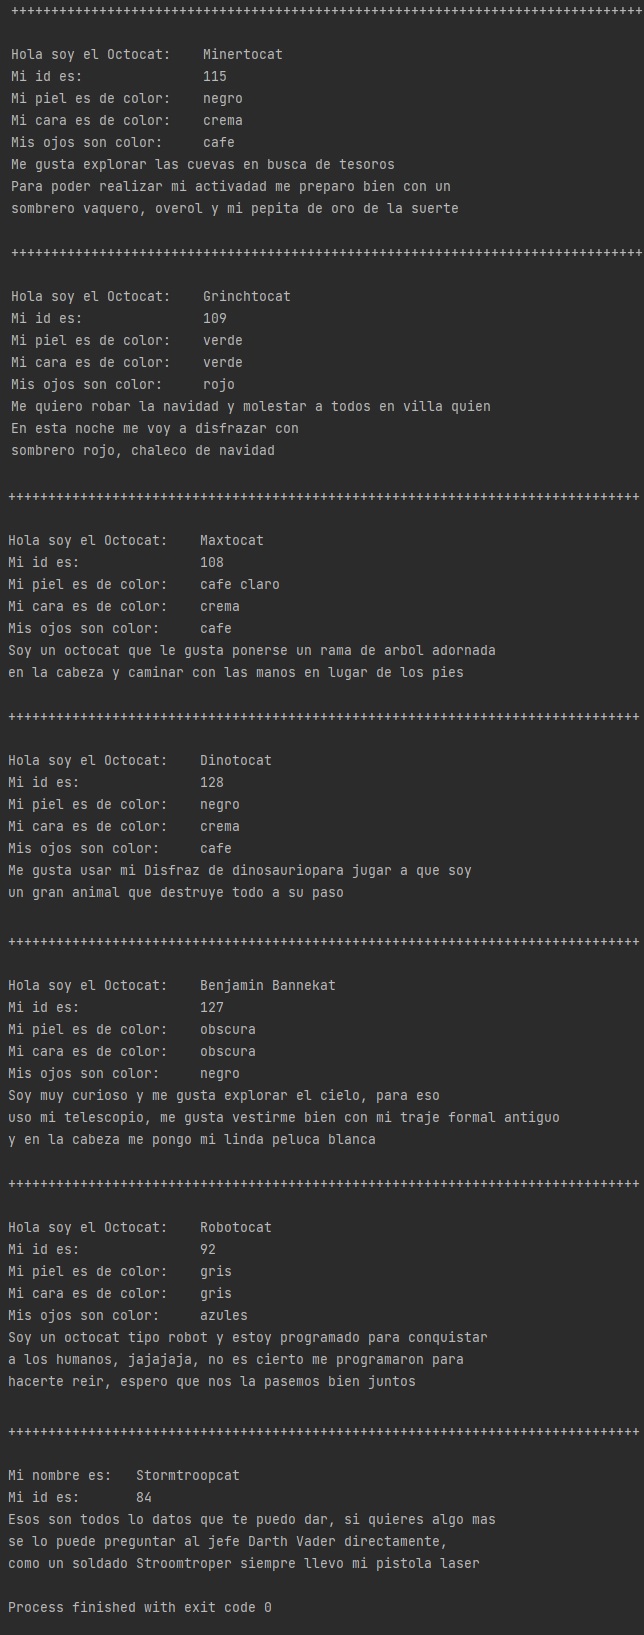 +++++++++++++++++++++++++++++++++++++++++++++++++++++++++++++++++++++++++++++++
Hola soy el Octocat:    Minertocat
Mi id es:               115
Mi piel es de color:    negro
Mi cara es de color:    crema
Mis ojos son color:     cafe
Me gusta explorar las cuevas en busca de tesoros
Para poder realizar mi activadad me preparo bien con un
sombrero vaquero, overol y mi pepita de oro de la suerte
+++++++++++++++++++++++++++++++++++++++++++++++++++++++++++++++++++++++++++++++
Hola soy el Octocat:    Grinchtocat
Mi id es:               109
Mi piel es de color:    verde
Mi cara es de color:    verde
Mis ojos son color:     rojo
Me quiero robar la navidad y molestar a todos en villa quien
En esta noche me voy a disfrazar con
sombrero rojo, chaleco de navidad
+++++++++++++++++++++++++++++++++++++++++++++++++++++++++++++++++++++++++++++++
Hola soy el Octocat:    Maxtocat
Mi id es:               108
Mi piel es de color:    cafe claro
Mi cara es de color:    crema
Mis ojos son color:     cafe
Soy un octocat que le gusta ponerse un rama de arbol adornada
en la cabeza y caminar con las manos en lugar de los pies
+++++++++++++++++++++++++++++++++++++++++++++++++++++++++++++++++++++++++++++++
Hola soy el Octocat:    Dinotocat
Mi id es:               128
Mi piel es de color:    negro
Mi cara es de color:    crema
Mis ojos son color:     cafe
Me gusta usar mi Disfraz de dinosauriopara jugar a que soy
un gran animal que destruye todo a su paso
+++++++++++++++++++++++++++++++++++++++++++++++++++++++++++++++++++++++++++++++
Hola soy el Octocat:    Benjamin Bannekat
Mi id es:               127
Mi piel es de color:    obscura
Mi cara es de color:    obscura
Mis ojos son color:     negro
Soy muy curioso y me gusta explorar el cielo, para eso
uso mi telescopio, me gusta vestirme bien con mi traje formal antiguo
y en la cabeza me pongo mi linda peluca blanca
+++++++++++++++++++++++++++++++++++++++++++++++++++++++++++++++++++++++++++++++
Hola soy el Octocat:    Robotocat
Mi id es:               92
Mi piel es de color:    gris
Mi cara es de color:    gris
Mis ojos son color:     azules
Soy un octocat tipo robot y estoy programado para conquistar
a los humanos, jajajaja, no es cierto me programaron para
hacerte reir, espero que nos la pasemos bien juntos
+++++++++++++++++++++++++++++++++++++++++++++++++++++++++++++++++++++++++++++++
Mi nombre es:   Stormtroopcat
Mi id es:       84
Esos son todos lo datos que te puedo dar, si quieres algo mas
se lo puede preguntar al jefe Darth Vader directamente,
como un soldado Stroomtroper siempre llevo mi pistola laser
Process finished with exit code 0